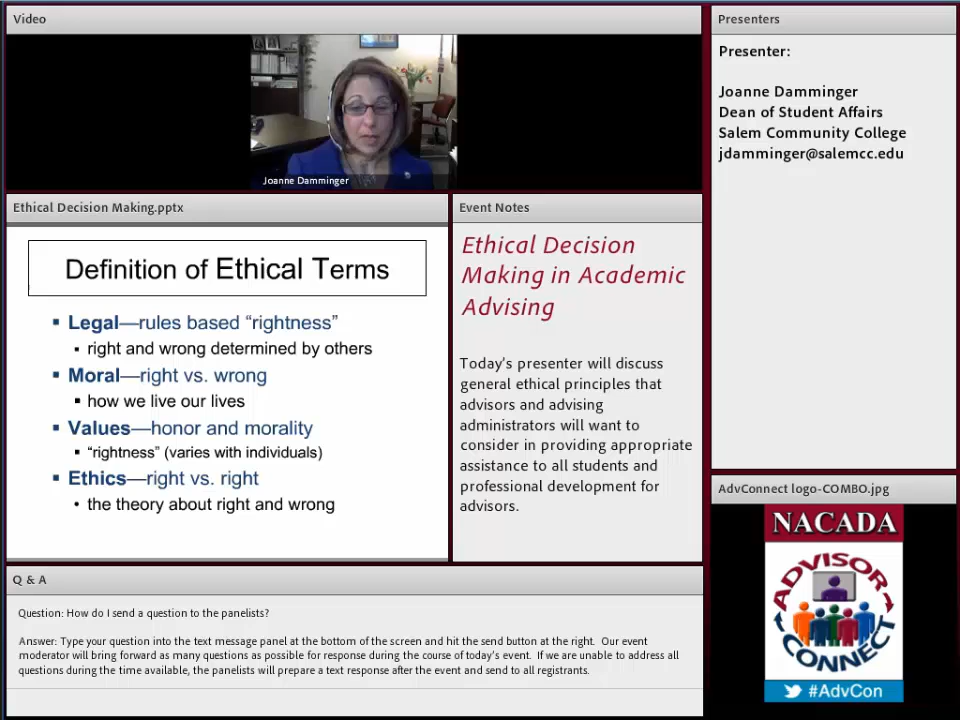 Video
Joanne Damminger
Presenters
Presenter:
Joanne Damminger
Dean of Student Affairs
Salem Community College
jdamminger@salemcc.edu
Ethical Decision Making.pptx
Definition of Ethical Terms
▪ Legal—rules based “rightness”
▪ right and wrong determined by others
▪ Moral—right vs. wrong
▪ how we live our lives
▪ Values—honor and morality
▪ “rightness” (varies with individuals)
▪ Ethics—right vs. right
• the theory about right and wrong
Event Notes
Ethical Decision
Making in Academic
Advising
Today's presenter will discuss
general ethical principles that
advisors and advising
administrators will want to
consider in providing appropriate
assistance to all students and
professional development for
advisors.
AdvConnect logo-COMBO.jpg
NACADA
ADVISOR
CONNECT
#AdvCon
Q & A
Question: How do I send a question to the panelists?
Answer: Type your question into the text message panel at the bottom of the screen and hit the send button at the right. Our event
moderator will bring forward as many questions as possible for response during the course of today's event. If we are unable to address all
questions during the time available, the panelists will prepare a text response after the event and send to all registrants.